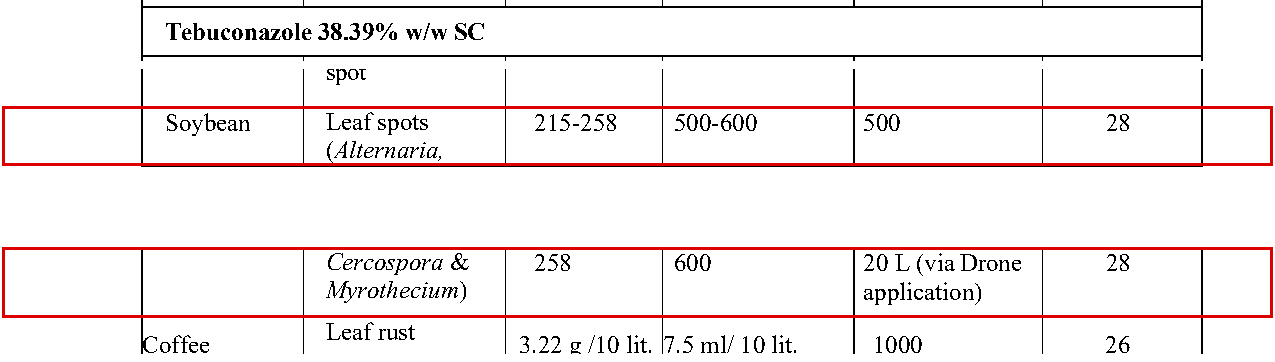 Tebuconazole 38.39% w/w SC
spot
Soybean Leaf spots 215-258 500-600 500 28
(Alternaria,
Cercospora & 258 600 20 L (via Drone 28
Myrothecium) application)
Leaf rust
Coffee 3.22 g /10 lit. 7.5 ml/ 10 lit. 1000 26